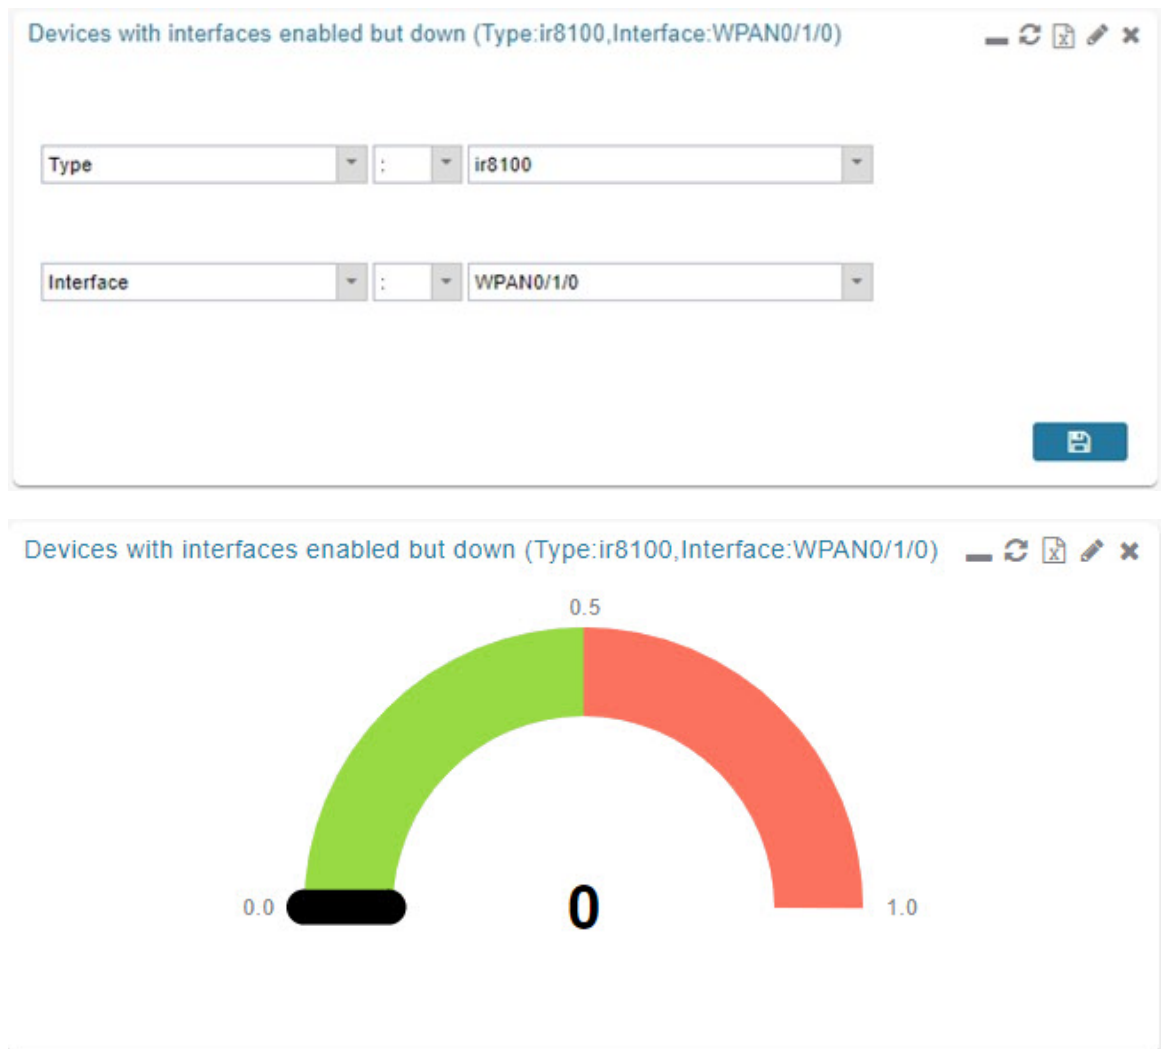 Devices with interfaces enabled but down (Type:ir8100,Interface:WPAN0/1/0)
Type : ir8100
Interface : WPAN0/1/0
Devices with interfaces enabled but down (Type:ir8100,Interface:WPAN0/1/0)
0.5
0.0 0 1.0